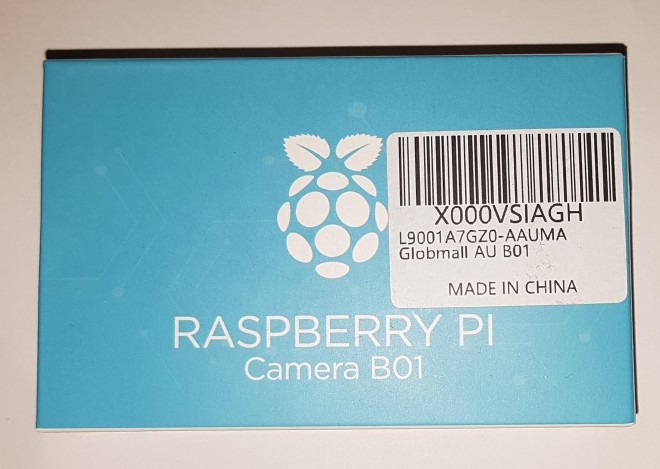 X000VSIAGH
L9001A7GZ0-AAUMA
Globmall AU B01
MADE IN CHINA
RASPBERRY PI
Camera B01